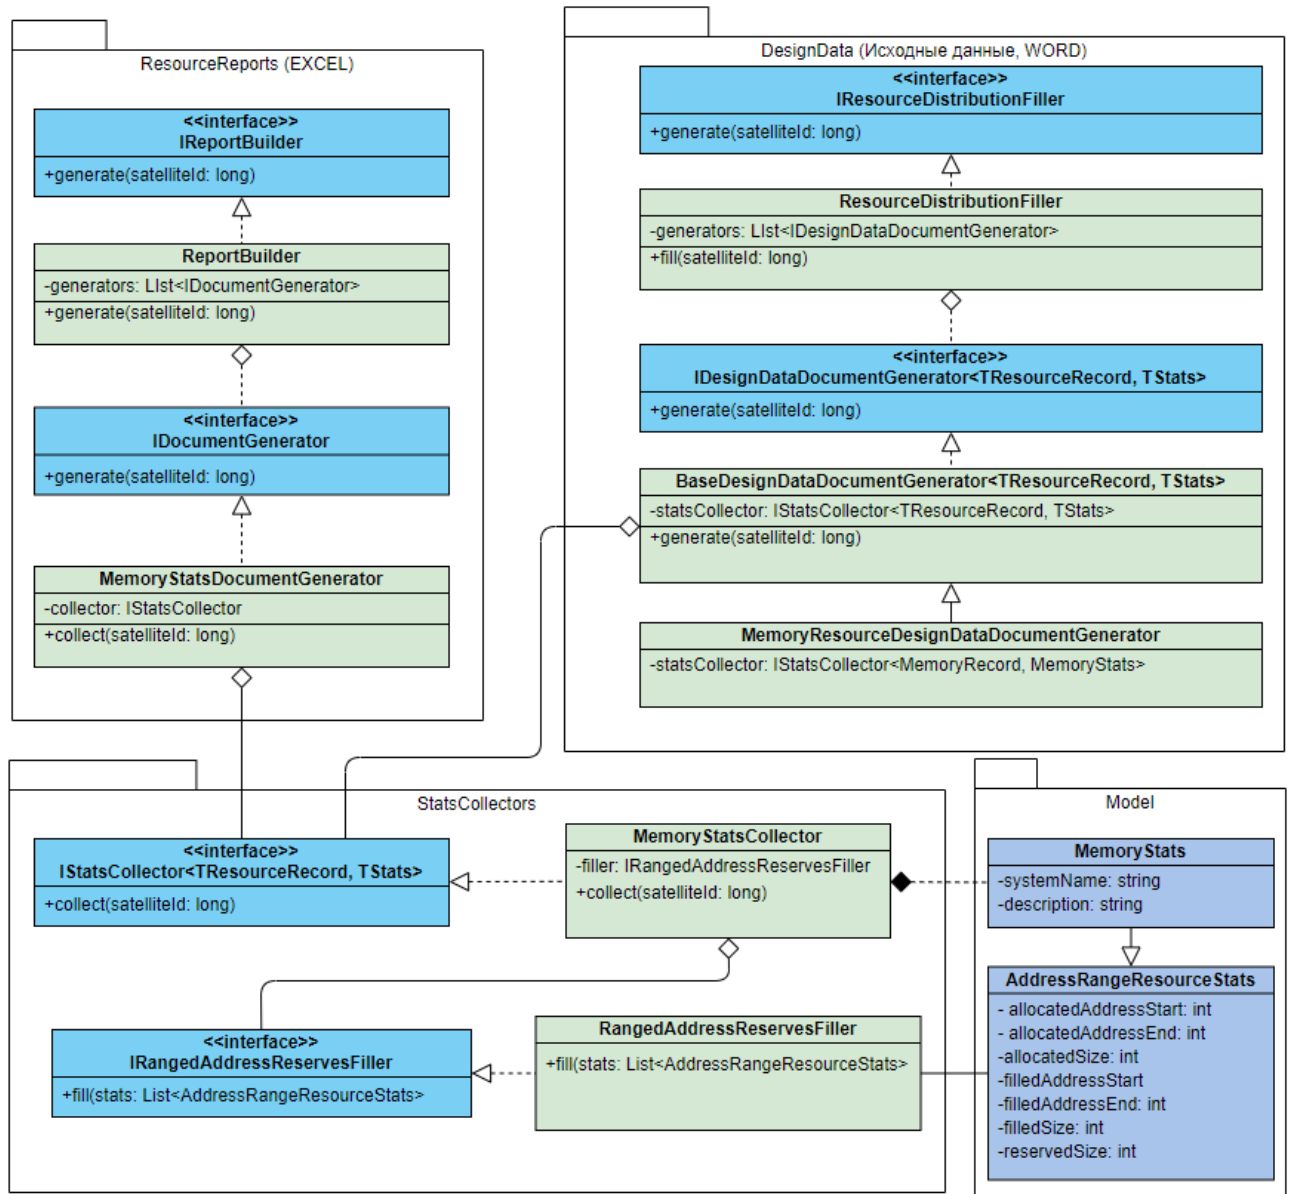 ResourceReports (EXCEL)
<<interface>>
IReportBuilder
+generate(satelliteId: long)
ReportBuilder
-generators: LIst<IDocumentGenerator>
+generate(satelliteId: long)
<<interface>>
IDocumentGenerator
+generate(satelliteId: long)
MemoryStatsDocumentGenerator
-collector: IStatsCollector
+collect(satelliteId: long)
DesignData (Исходные данные, WORD)
<<interface>>
IResourceDistributionFiller
+generate(satelliteId: long)
ResourceDistributionFiller
-generators: LIst<IDesignDataDocumentGenerator>
+fill(satelliteId: long)
<<interface>>
IDesignDataDocumentGenerator<TResourceRecord, TStats>
+generate(satelliteId: long)
BaseDesignDataDocumentGenerator<TResourceRecord, TStats>
-statsCollector: IStatsCollector<TResourceRecord, TStats>
+generate(satelliteId: long)
MemoryResourceDesignDataDocumentGenerator
-statsCollector: IStatsCollector<MemoryRecord, MemoryStats>
StatsCollectors
<<interface>>
IStatsCollector<TResourceRecord, TStats>
+collect(satelliteId: long)
MemoryStatsCollector
-filler: IRangedAddressReservesFiller
+collect(satelliteId: long)
<<interface>>
IRangedAddressReservesFiller
+fill(stats: List<AddressRangeResourceStats>
RangedAddressReservesFiller
+fill(stats: List<AddressRangeResourceStats>
Model
MemoryStats
-systemName: string
-description: string
AddressRangeResourceStats
- allocatedAddressStart: int
- allocatedAddressEnd: int
-allocatedSize: int
-filledAddressStart
-filledAddressEnd: int
-filledSize: int
-reservedSize: int